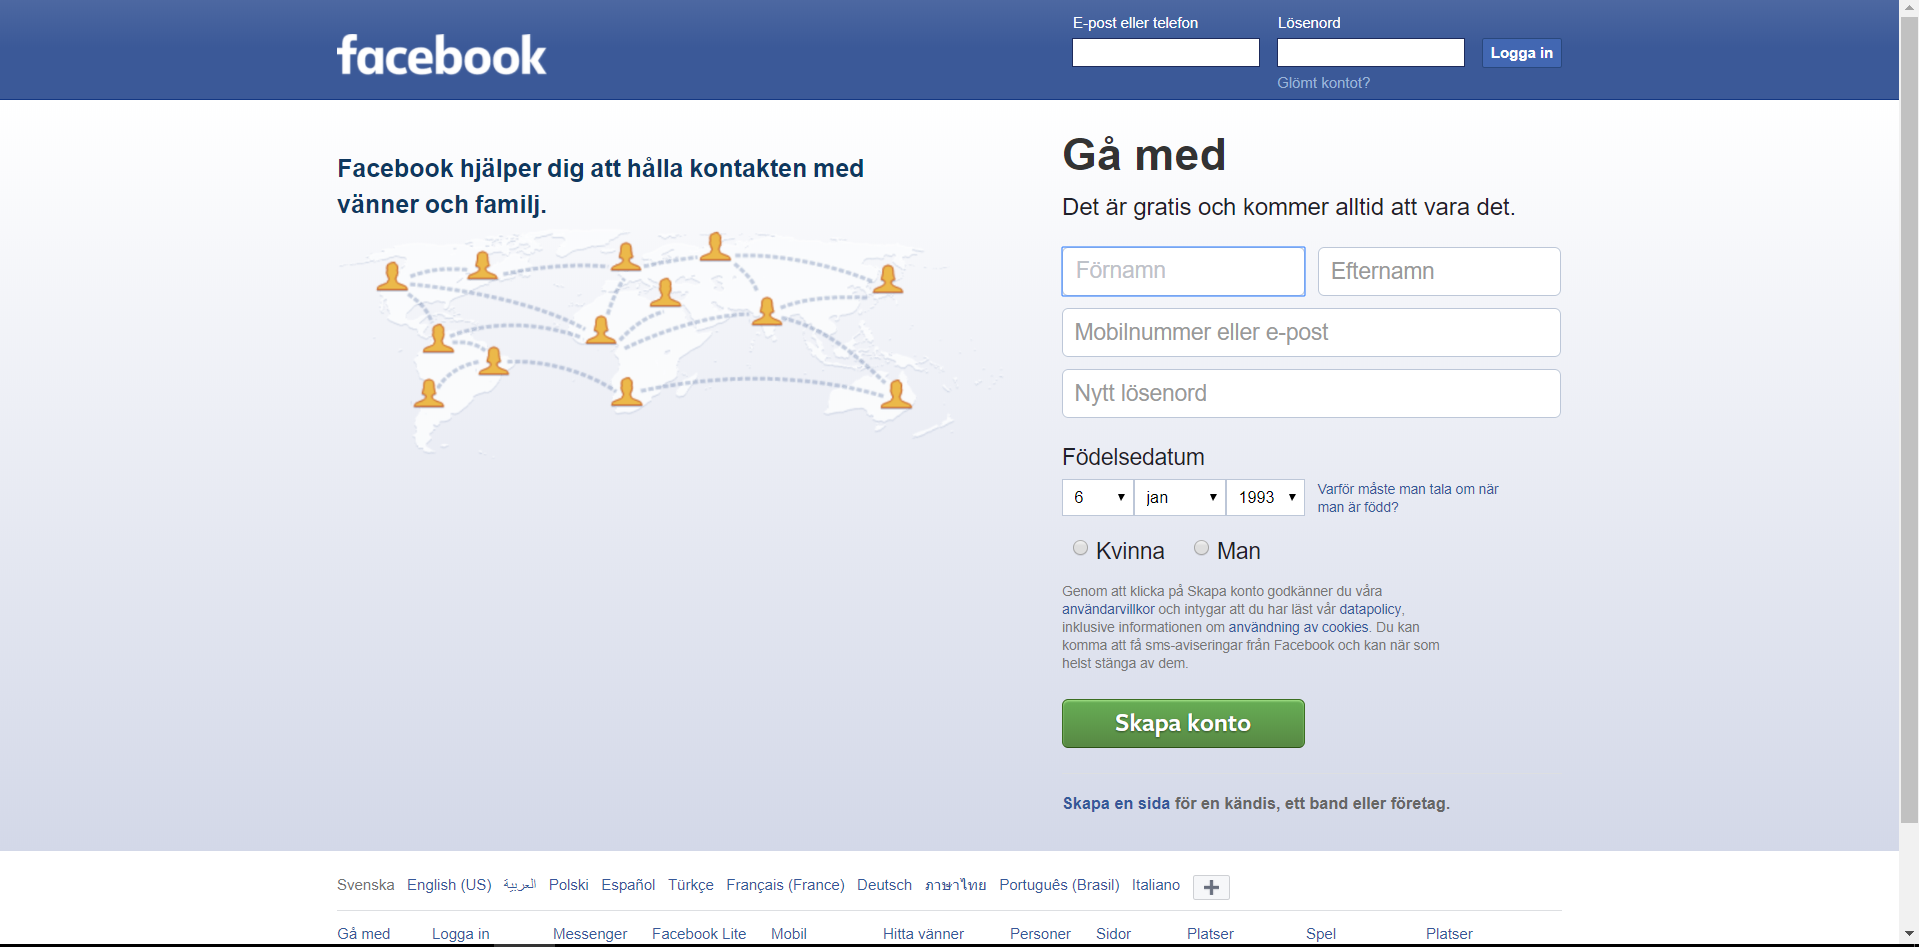 facebook
E-post eller telefon
Lösenord
Logga in
Glömt kontot?
Facebook hjälper dig att hålla kontakten med
vänner och familj.
Gå med
Det är gratis och kommer alltid att vara det.
Förnamn
Efternamn
Mobilnummer eller e-post
Nytt lösenord
Födelsedatum
6 jan 1993
Varför måste man tala om när
man är född?
Kvinna Man
Genom att klicka på Skapa konto godkänner du våra
användarvillkor och intygar att du har läst vår datapolicy,
inklusive informationen om användning av cookies. Du kan
komma att få sms-aviseringar från Facebook och kan när som
helst stänga av dem.
Skapa konto
Skapa en sida för en kändis, ett band eller företag.
Svenska English (US) العربية Polski Español Türkçe Français (France) Deutsch ภาษาไทย Português (Brasil) Italiano
Gå med Logga in Messenger Facebook Lite Mobil Hitta vänner Personer Sidor Platser Spel Platser